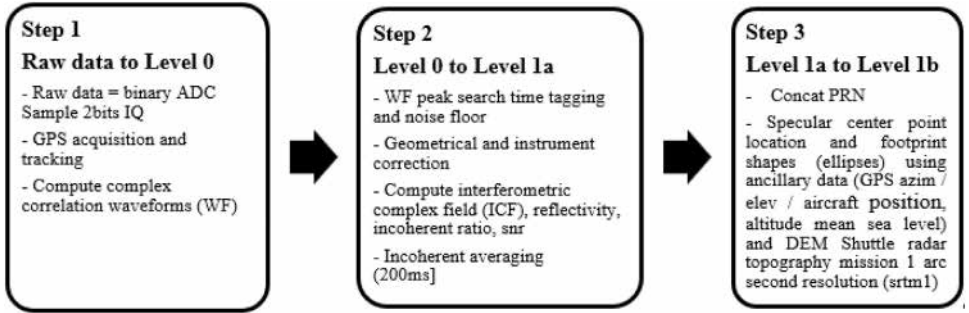 Step 1
Raw data to Level 0
- Raw data = binary ADC
Sample 2bits IQ
- GPS acquisition and
tracking
- Compute complex
correlation waveforms (WF)
Step 2
Level 0 to Level 1a
- WF peak search time tagging
and noise floor
- Geometrical and instrument
correction
- Compute interferometric
complex field (ICF), reflectivity,
incoherent ratio, snr
- Incoherent averaging
(200ms]
Step 3
Level 1a to Level 1b
- Concat PRN
- Specular center point
location and footprint
shapes (ellipses) using
ancillary data (GPS azim /
elev / aircraft position,
altitude mean sea level)
and DEM Shuttle radar
topography mission 1 arc
second resolution (srtm1)